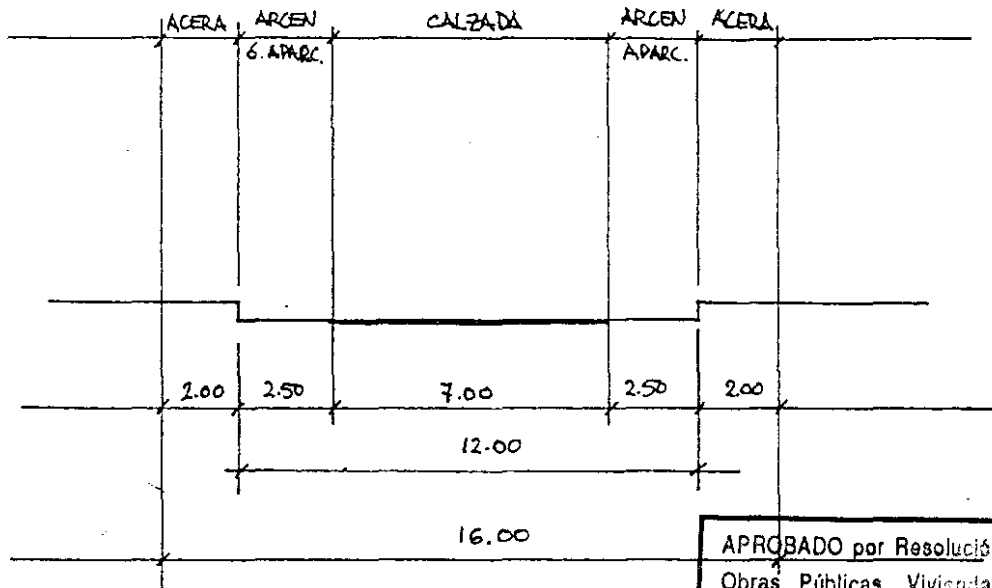 ACERA ARCEN CALZADA ARCEN ACERA
6. APARC. APARC.
2.00 2.50 7.00 2.50 2.00
12.00
16.00
APROBADO por Resolució
Obras Públicas, Vivienda